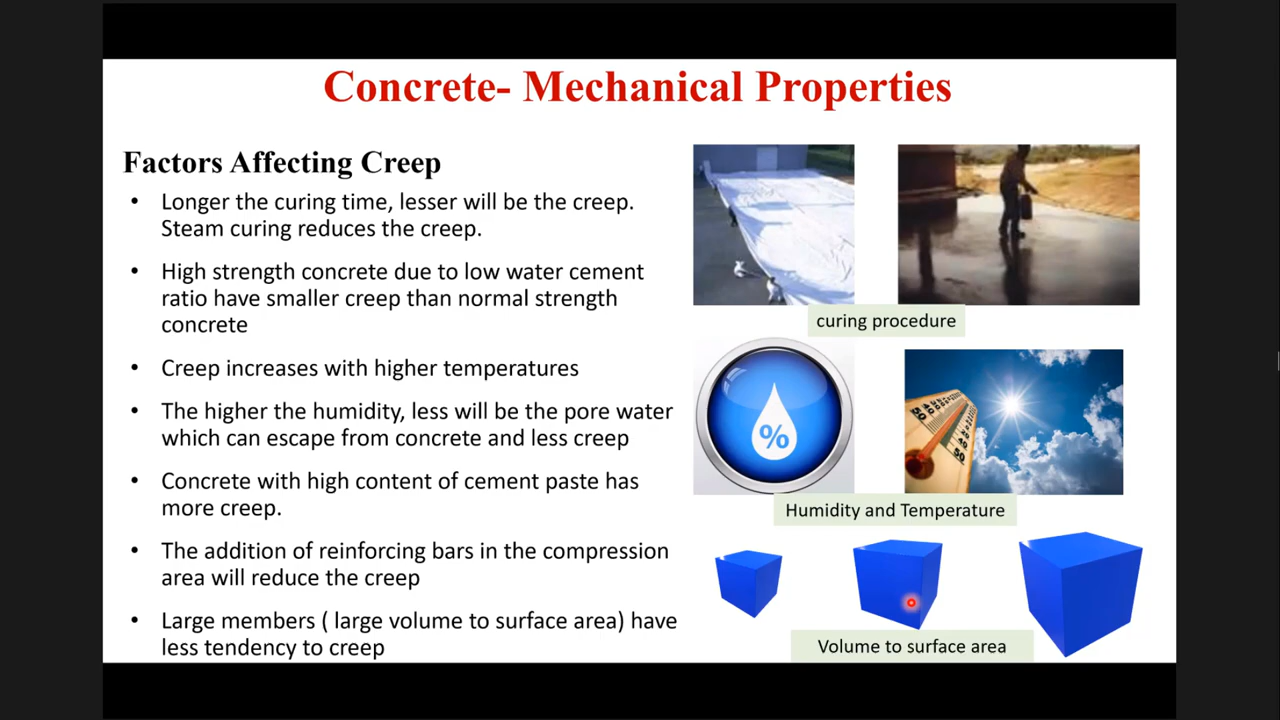 Concrete- Mechanical Properties
Factors Affecting Creep
• Longer the curing time, lesser will be the creep.
Steam curing reduces the creep.
• High strength concrete due to low water cement
ratio have smaller creep than normal strength
concrete
• Creep increases with higher temperatures
• The higher the humidity, less will be the pore water
which can escape from concrete and less creep
• Concrete with high content of cement paste has
more creep.
• The addition of reinforcing bars in the compression
area will reduce the creep
• Large members ( large volume to surface area) have
less tendency to creep
curing procedure
%
Humidity and Temperature
Volume to surface area